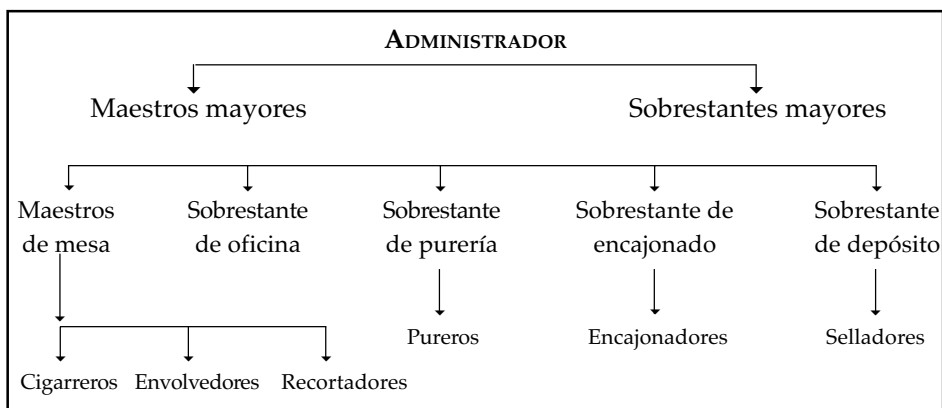 ADMINISTRADOR
Maestros mayores
Sobrestantes mayores
Maestros
de mesa
Sobrestante
de oficina
Sobrestante
de purería
Sobrestante de
encajonado
Sobrestante
de depósito
Pureros
Encajonadores
Selladores
Cigarreros
Envolvedores
Recortadores